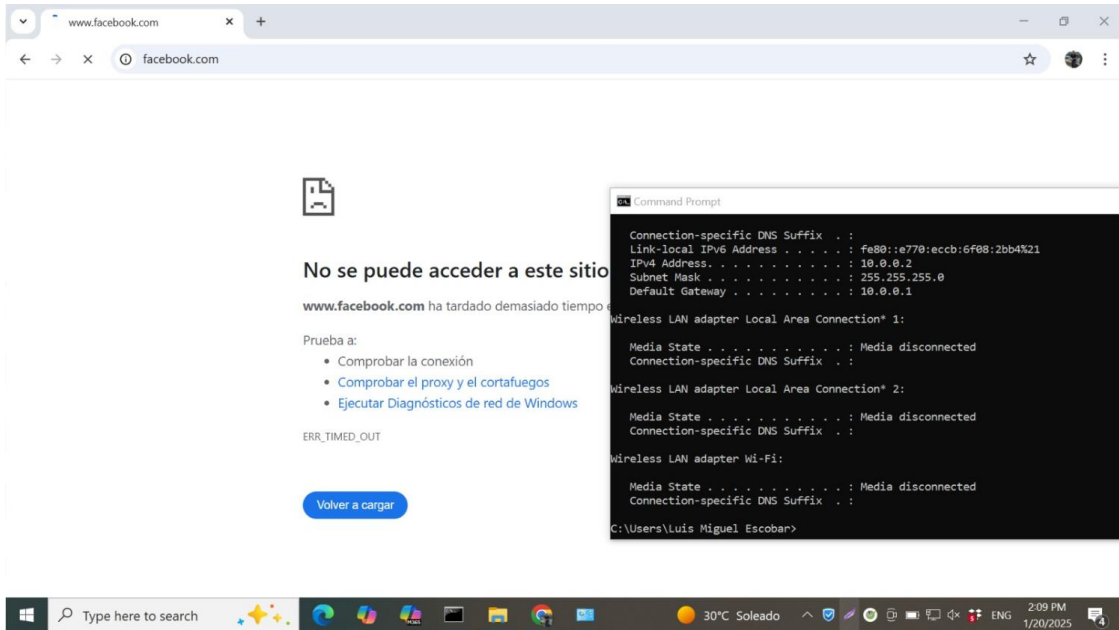 www.facebook.com
facebook.com
No se puede acceder a este sitio
www.facebook.com ha tardado demasiado tiempo
Prueba a:
Comprobar la conexión
Comprobar el proxy y el cortafuegos
Ejecutar Diagnósticos de red de Windows
ERR_TIMED_OUT
Volver a cargar
Command Prompt
Connection-specific DNS Suffix . :
Link-local IPv6 Address . . . . . : fe80::e770:eccb:6f08:2bb4%21
IPv4 Address. . . . . . . . . . . : 10.0.0.2
Subnet Mask . . . . . . . . . . . : 255.255.255.0
Default Gateway . . . . . . . . . : 10.0.0.1
Wireless LAN adapter Local Area Connection* 1:
Media State . . . . . . . . . . . : Media disconnected
Connection-specific DNS Suffix . :
Wireless LAN adapter Local Area Connection* 2:
Media State . . . . . . . . . . . : Media disconnected
Connection-specific DNS Suffix . :
Wireless LAN adapter Wi-Fi:
Media State . . . . . . . . . . . : Media disconnected
Connection-specific DNS Suffix . :
C:\Users\Luis Miguel Escobar>
Type here to search
30°C Soleado
ENG
2:09 PM
1/20/2025
4